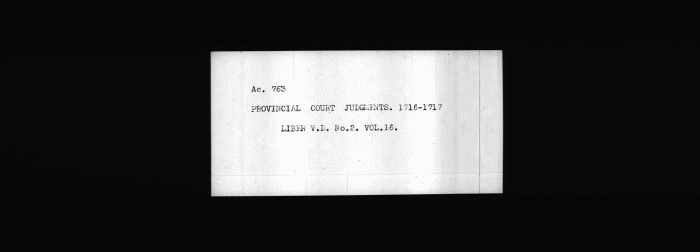 Ac. 763
PROVINCIAL COURT JUDGMENTS. 1716-1717
LIBER V.D. No.2. VOL.16.